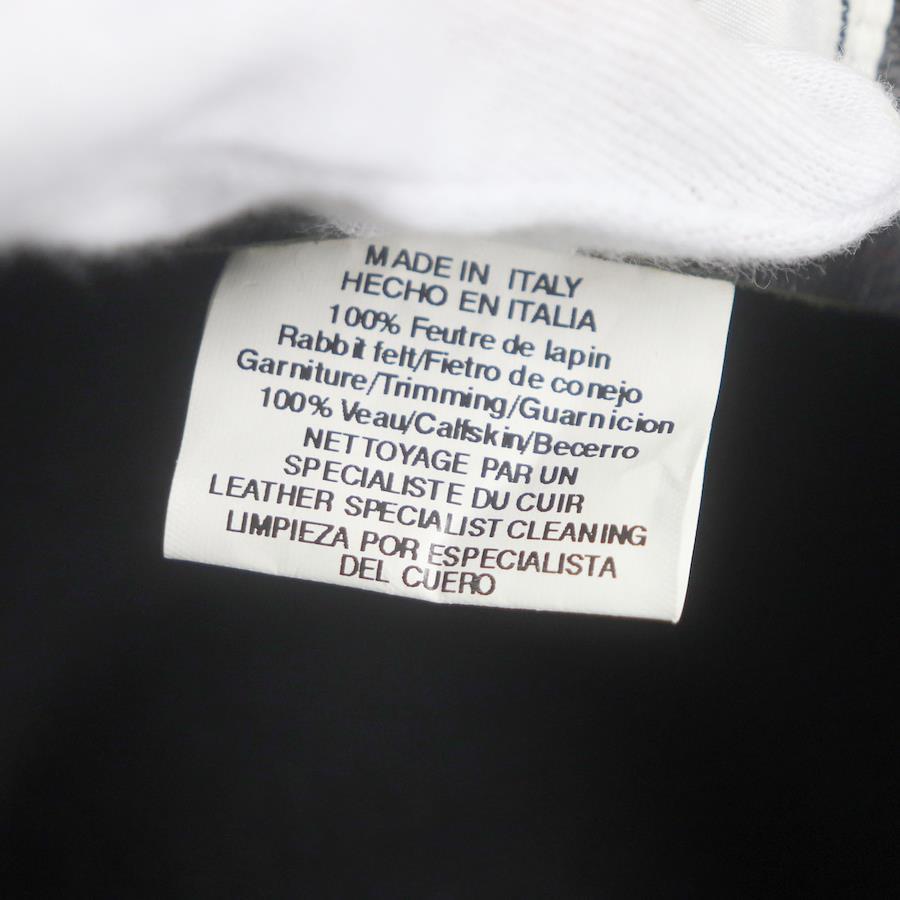 MADE IN ITALY
HECHO EN ITALIA
100% Feutre de lapin
Rabbit felt/Fietro de conejo
Garniture/Trimming/Guarnicion
100% Veau/Calfskin/Becerro
NETTOYAGE PAR UN
SPECIALISTE DU CUIR
LEATHER SPECIALIST CLEANING
LIMPIEZA POR ESPECIALISTA
DEL CUERO